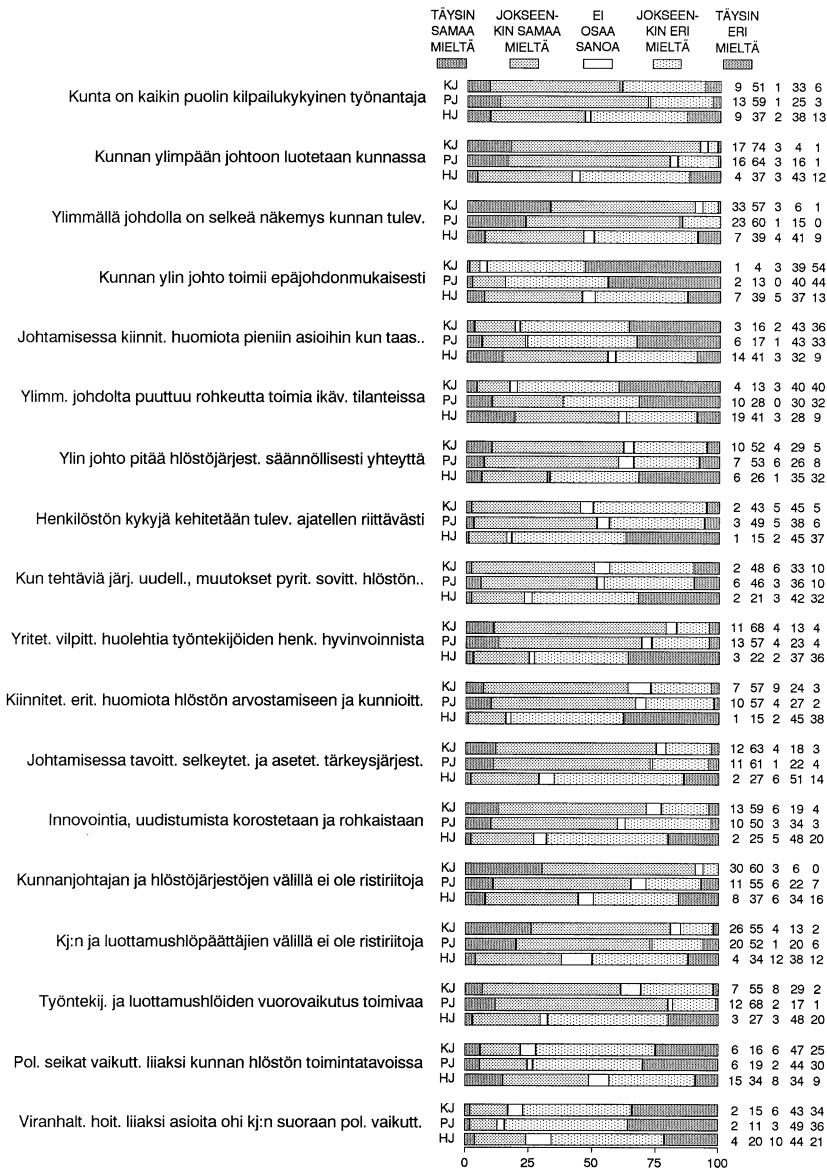 TÄYSIN JOKSEEN- EI JOKSEEN- TÄYSIN
SAMAA KIN SAMAA OSAA KIN ERI ERI
MIELTÄ MIELTÄ SANOA MIELTÄ MIELTÄ
Kunta on kaikin puolin kilpailukykyinen työnantaja
KJ 9 51 1 33 6
PJ 13 59 1 25 3
HJ 9 37 2 38 13
Kunnan ylimpään johtoon luotetaan kunnassa
KJ 17 74 3 4 1
PJ 16 64 3 16 1
HJ 4 37 3 43 12
Ylimmällä johdolla on selkeä näkemys kunnan tulev.
KJ 33 57 3 6 1
PJ 23 60 1 15 0
HJ 7 39 4 41 9
Kunnan ylin johto toimii epäjohdonmukaisesti
KJ 1 4 3 39 54
PJ 2 13 0 40 44
HJ 7 39 5 37 13
Johtamisessa kiinnit. huomiota pieniin asioihin kun taas..
KJ 3 16 2 43 36
PJ 6 17 1 43 33
HJ 14 41 3 32 9
Ylimm. johdolta puuttuu rohkeutta toimia ikäv. tilanteissa
KJ 4 13 3 40 40
PJ 10 28 0 30 32
HJ 19 41 3 28 9
Ylin johto pitää hlöstöjärjest. säännöllisesti yhteyttä
KJ 10 52 4 29 5
PJ 7 53 6 26 8
HJ 6 26 1 35 32
Henkilöstön kykyjä kehitetään tulev. ajatellen riittävästi
KJ 2 43 5 45 5
PJ 3 49 5 38 6
HJ 1 15 2 45 37
Kun tehtäviä järj. uudell., muutokset pyrit. sovitt. hlöstön..
KJ 2 48 6 33 10
PJ 6 46 3 36 10
HJ 2 21 3 42 32
Yritet. vilpitt. huolehtia työntekijöiden henk. hyvinvoinnista
KJ 11 68 4 13 4
PJ 13 57 4 23 4
HJ 3 22 2 37 36
Kiinnitet. erit. huomiota hlöstön arvostamiseen ja kunnioitt.
KJ 7 57 9 24 3
PJ 10 57 4 27 2
HJ 1 15 2 45 38
Johtamisessa tavoitt. selkeytet. ja asetet. tärkeysjärjest.
KJ 12 63 4 18 3
PJ 11 61 1 22 4
HJ 2 27 6 51 14
Innovointia, uudistumista korostetaan ja rohkaistaan
KJ 13 59 6 19 4
PJ 10 50 3 34 3
HJ 2 25 5 48 20
Kunnanjohtajan ja hlöstöjärjestöjen välillä ei ole ristiriitoja
KJ 30 60 3 6 0
PJ 11 55 6 22 7
HJ 8 37 6 34 16
Kj:n ja luottamushlöpäättäjien välillä ei ole ristiriitoja
KJ 26 55 4 13 2
PJ 20 52 1 20 6
HJ 4 34 12 38 12
Työntekij. ja luottamushlöiden vuorovaikutus toimivaa
KJ 7 55 8 29 2
PJ 12 68 2 17 1
HJ 3 27 3 48 20
Pol. seikat vaikutt. liiaksi kunnan hlöstön toimintatavoissa
KJ 6 16 6 47 25
PJ 6 19 2 44 30
HJ 15 34 8 34 9
Viranhalt. hoit. liiaksi asioita ohi kj:n suoraan pol. vaikutt.
KJ 2 15 6 43 34
PJ 2 11 3 49 36
HJ 4 20 10 44 21
0 25 50 75 100